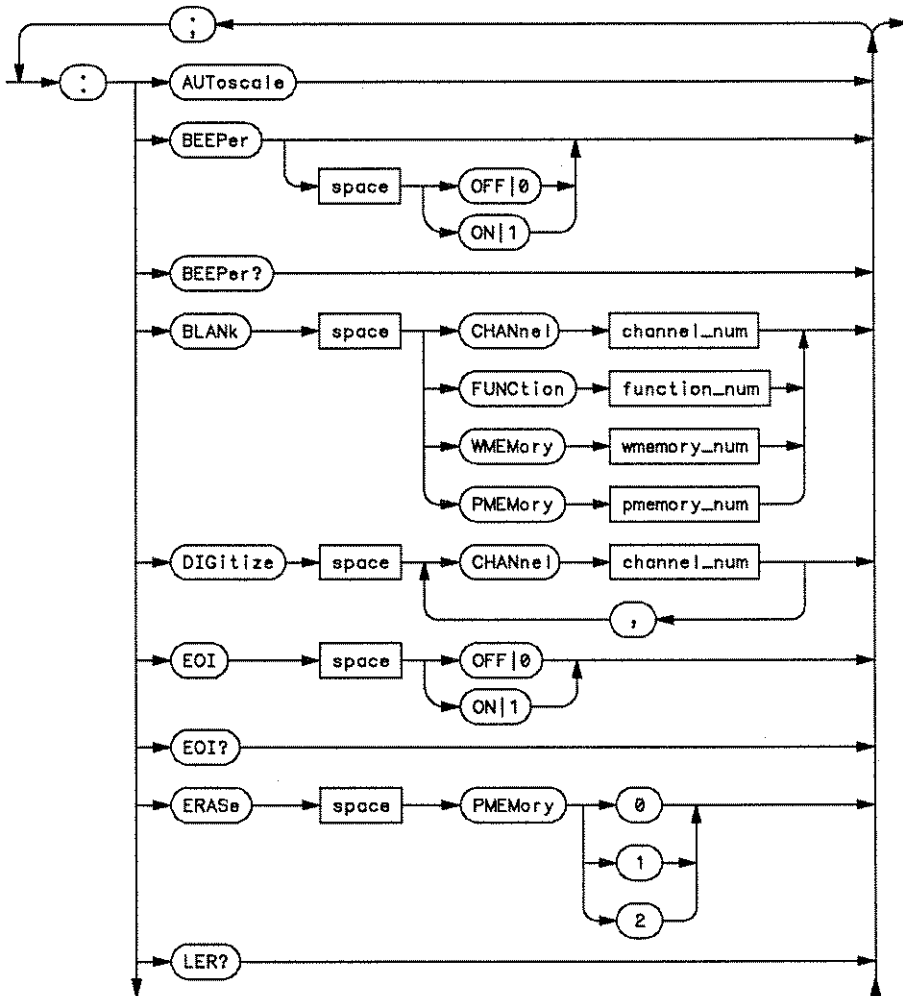 ;
: AUToscale
BEEPer
space OFF|0
ON|1
BEEPer?
BLANk space CHANnel channel_num
FUNCtion function_num
WMEMory wmemory_num
PMEMory pmemory_num
DIGitize space CHANnel channel_num
,
EOI space OFF|0
ON|1
EOI?
ERASe space PMEMory 0
1
2
LER?